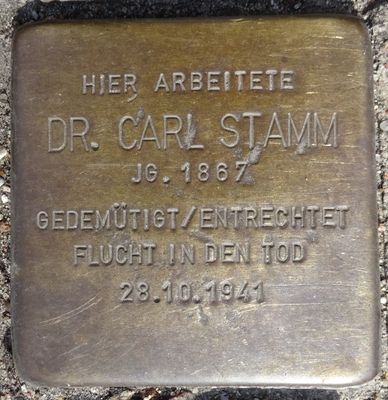 HIER ARBEITETE
DR. CARL STAMM
JG. 1867
GEDEMÜTIGT/ENTRECHTET
FLUCHT IN DEN TOD
28.10.1941